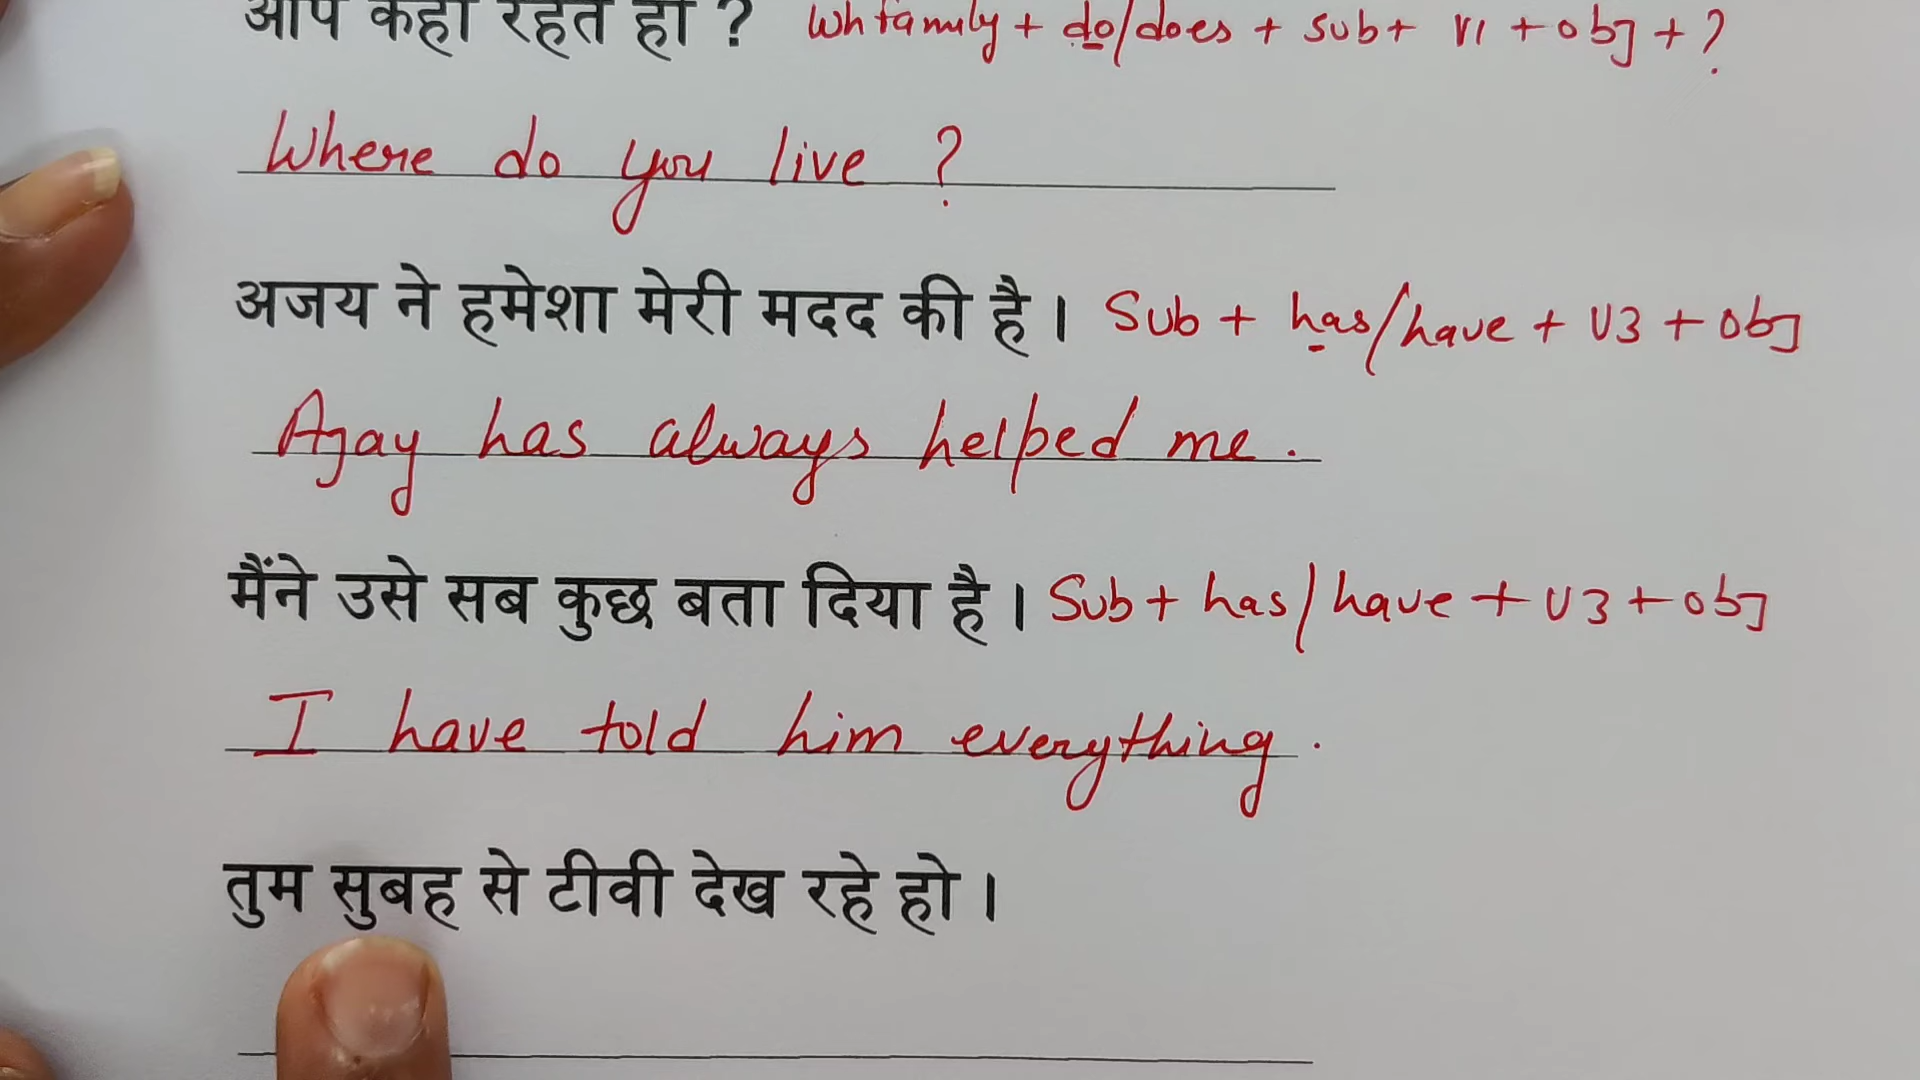 आप कहाँ रहते हो ? Wh family + do/does + sub + V1 + obj + ?
Where do you live ?
अजय ने हमेशा मेरी मदद की है । Sub + has/have + V3 + obj
Ajay has always helped me.
मैंने उसे सब कुछ बता दिया है । Sub + has/have + V3 + obj
I have told him everything.
तुम सुबह से टीवी देख रहे हो ।